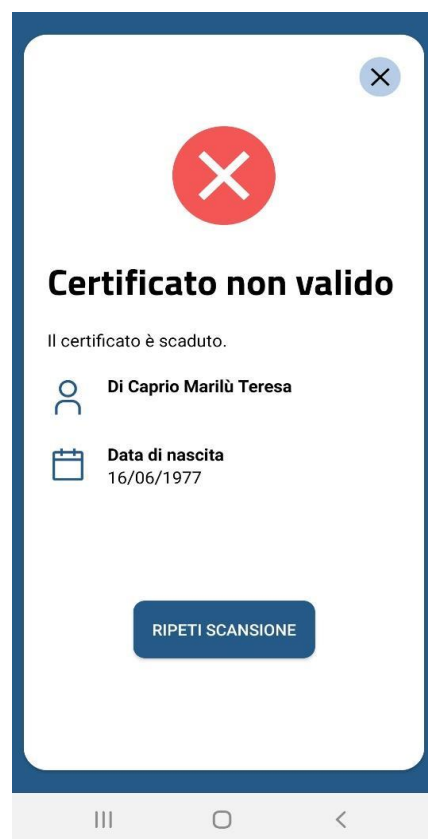 Certificato non valido
Il certificato è scaduto.
Di Caprio Marilù Teresa
Data di nascita
16/06/1977
RIPETI SCANSIONE